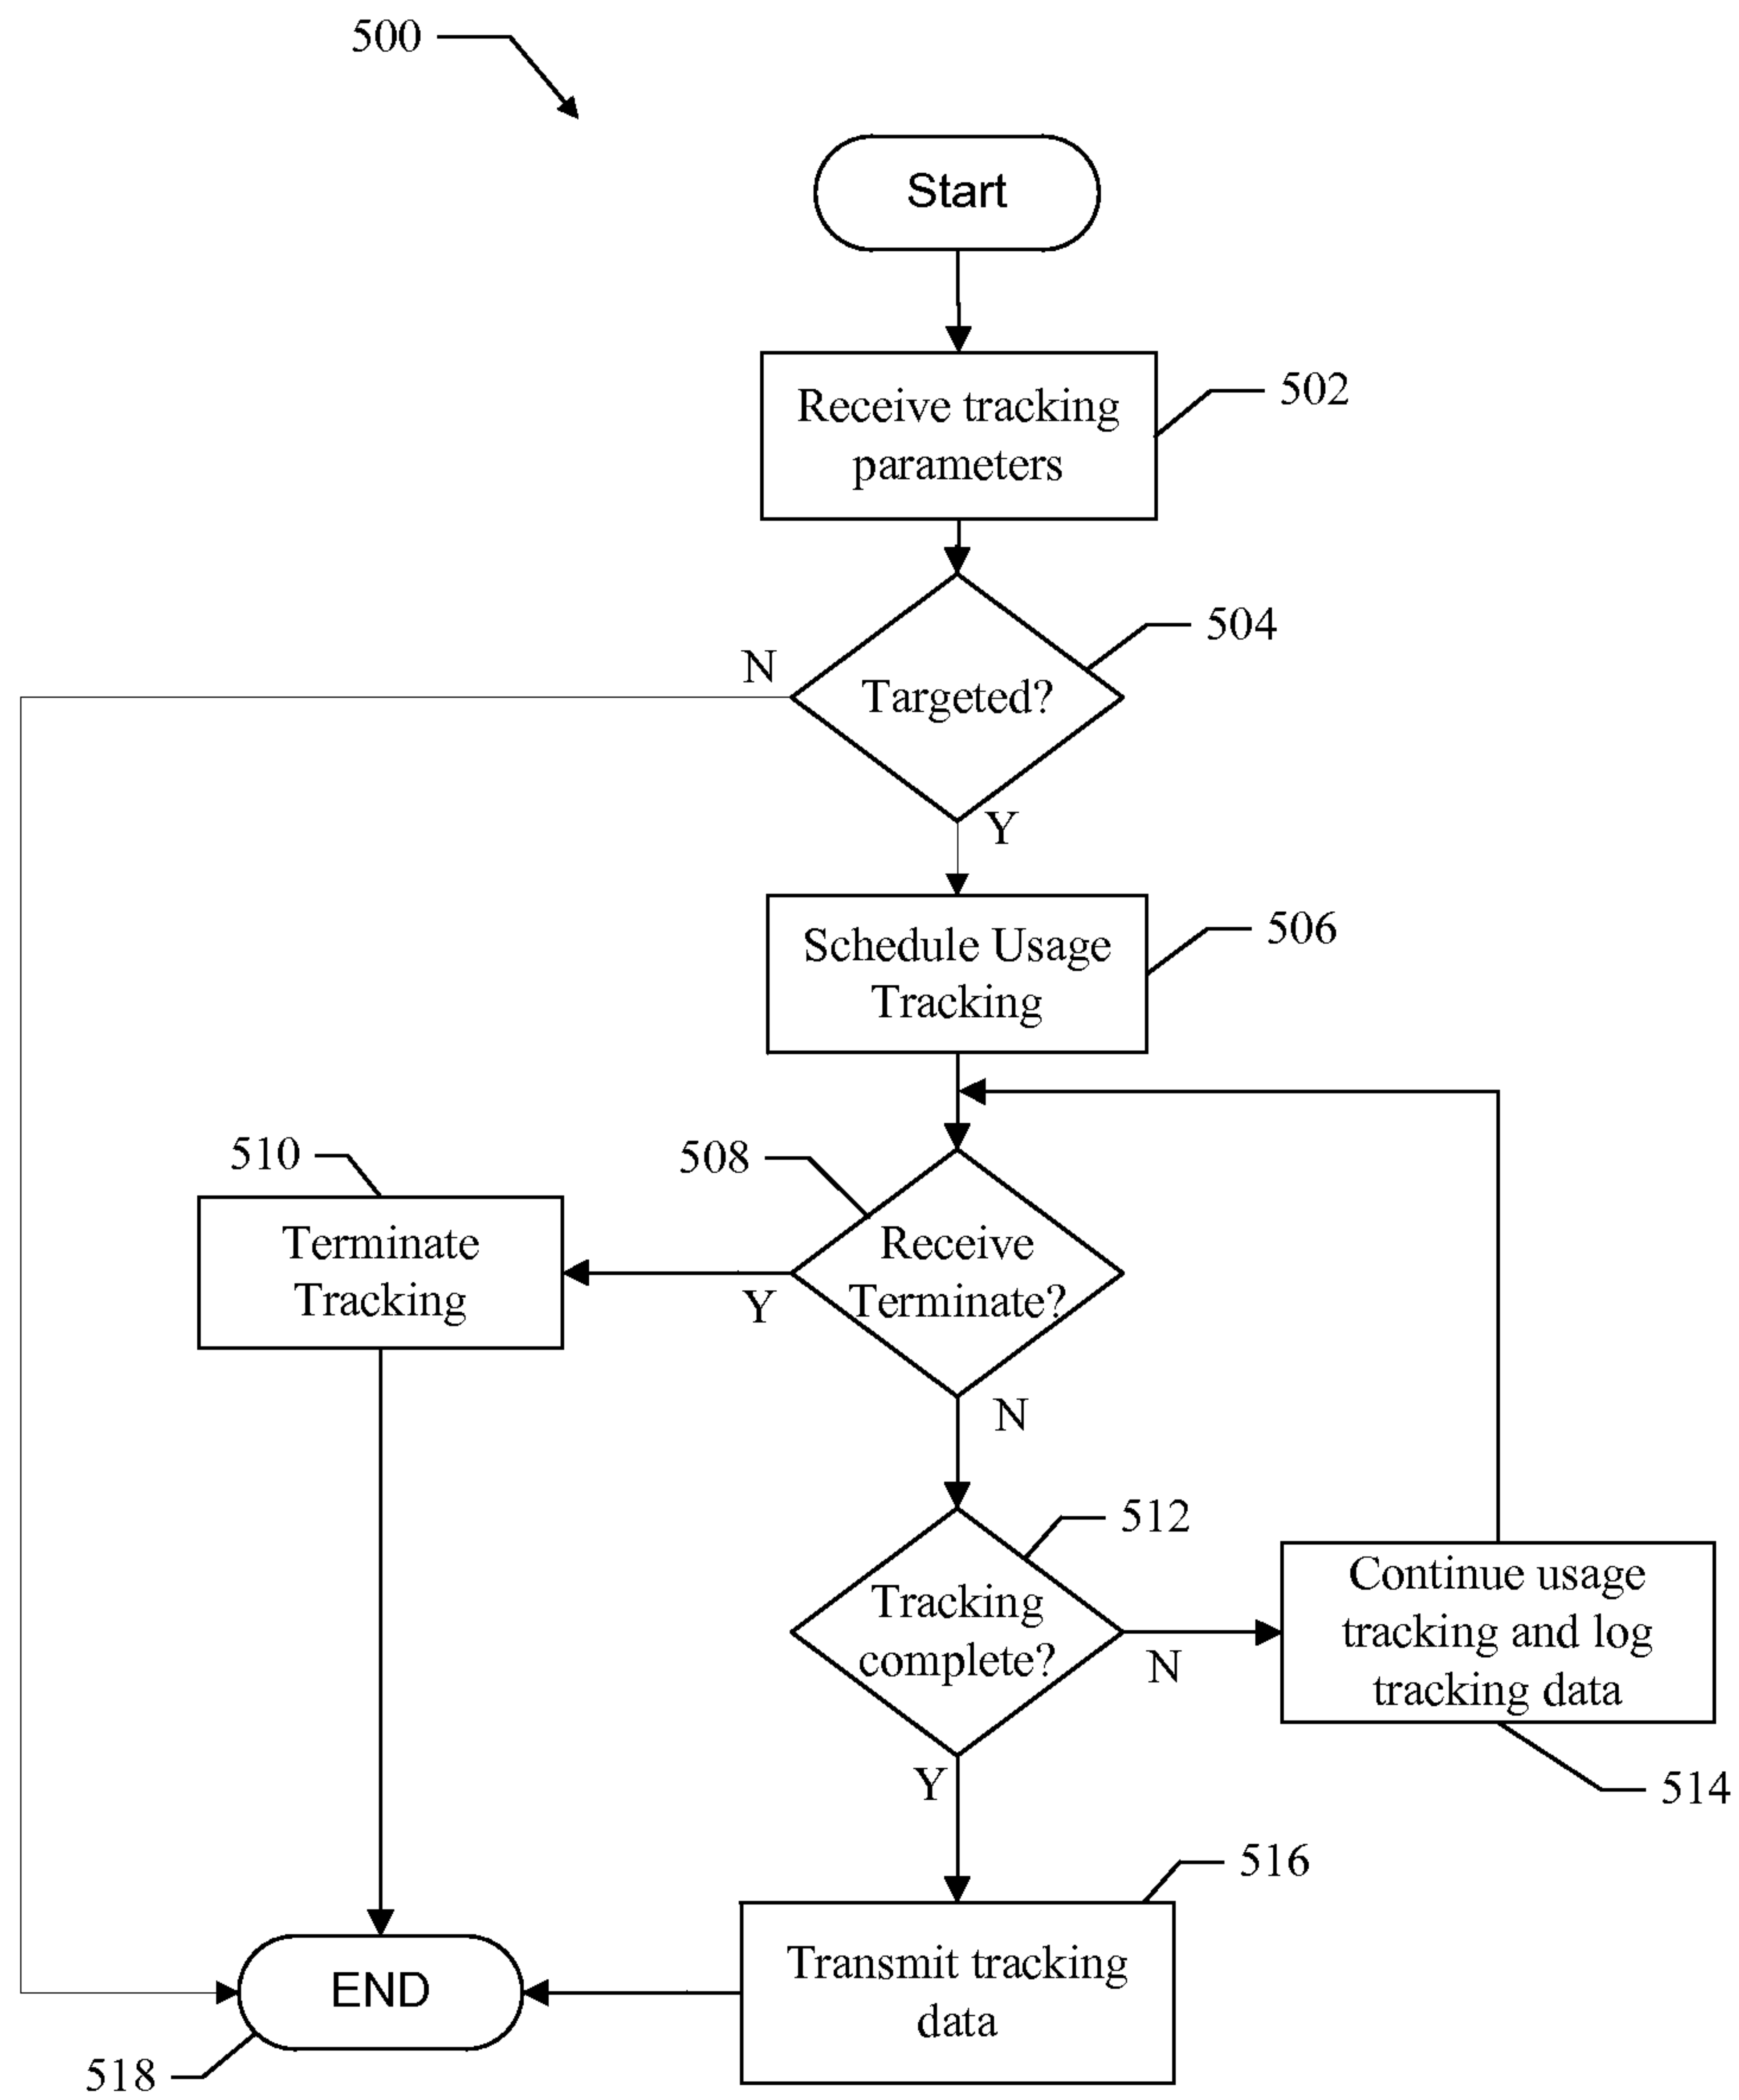 500
Start
Receive tracking
parameters
502
504
N
Targeted?
Y
Schedule Usage
Tracking
506
510
508
Terminate
Tracking
Receive
Terminate?
Y
N
512
Tracking
complete?
N
Continue usage
tracking and log
tracking data
Y
514
516
Transmit tracking
data
END
518